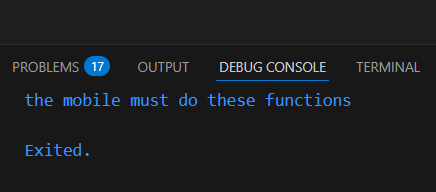 PROBLEMS 17 OUTPUT DEBUG CONSOLE TERMINAL
the mobile must do these functions
Exited.